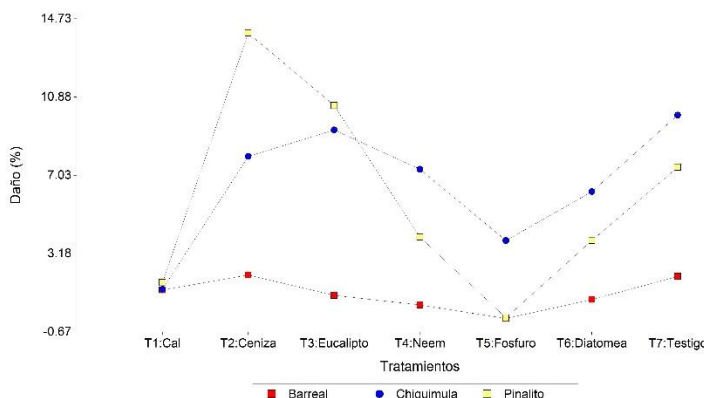 14.73
10.88
7.03
3.18
-0.67
Daño (%)
T1:Cal T2:Ceniza T3:Eucalipto T4:Neem T5:Fosfuro T6:Diatomea T7:Testigo
Tratamientos
Barreal Chiquimula Pinalito